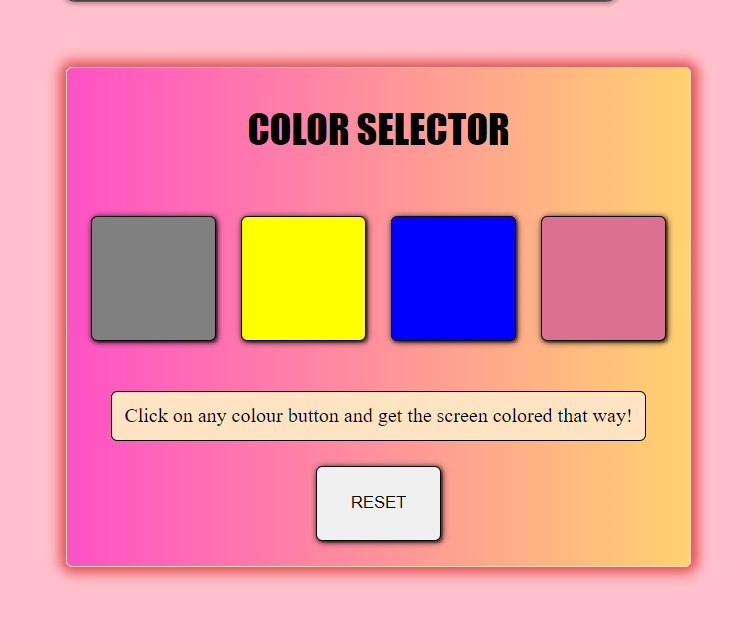 COLOR SELECTOR
Click on any colour button and get the screen colored that way!
RESET